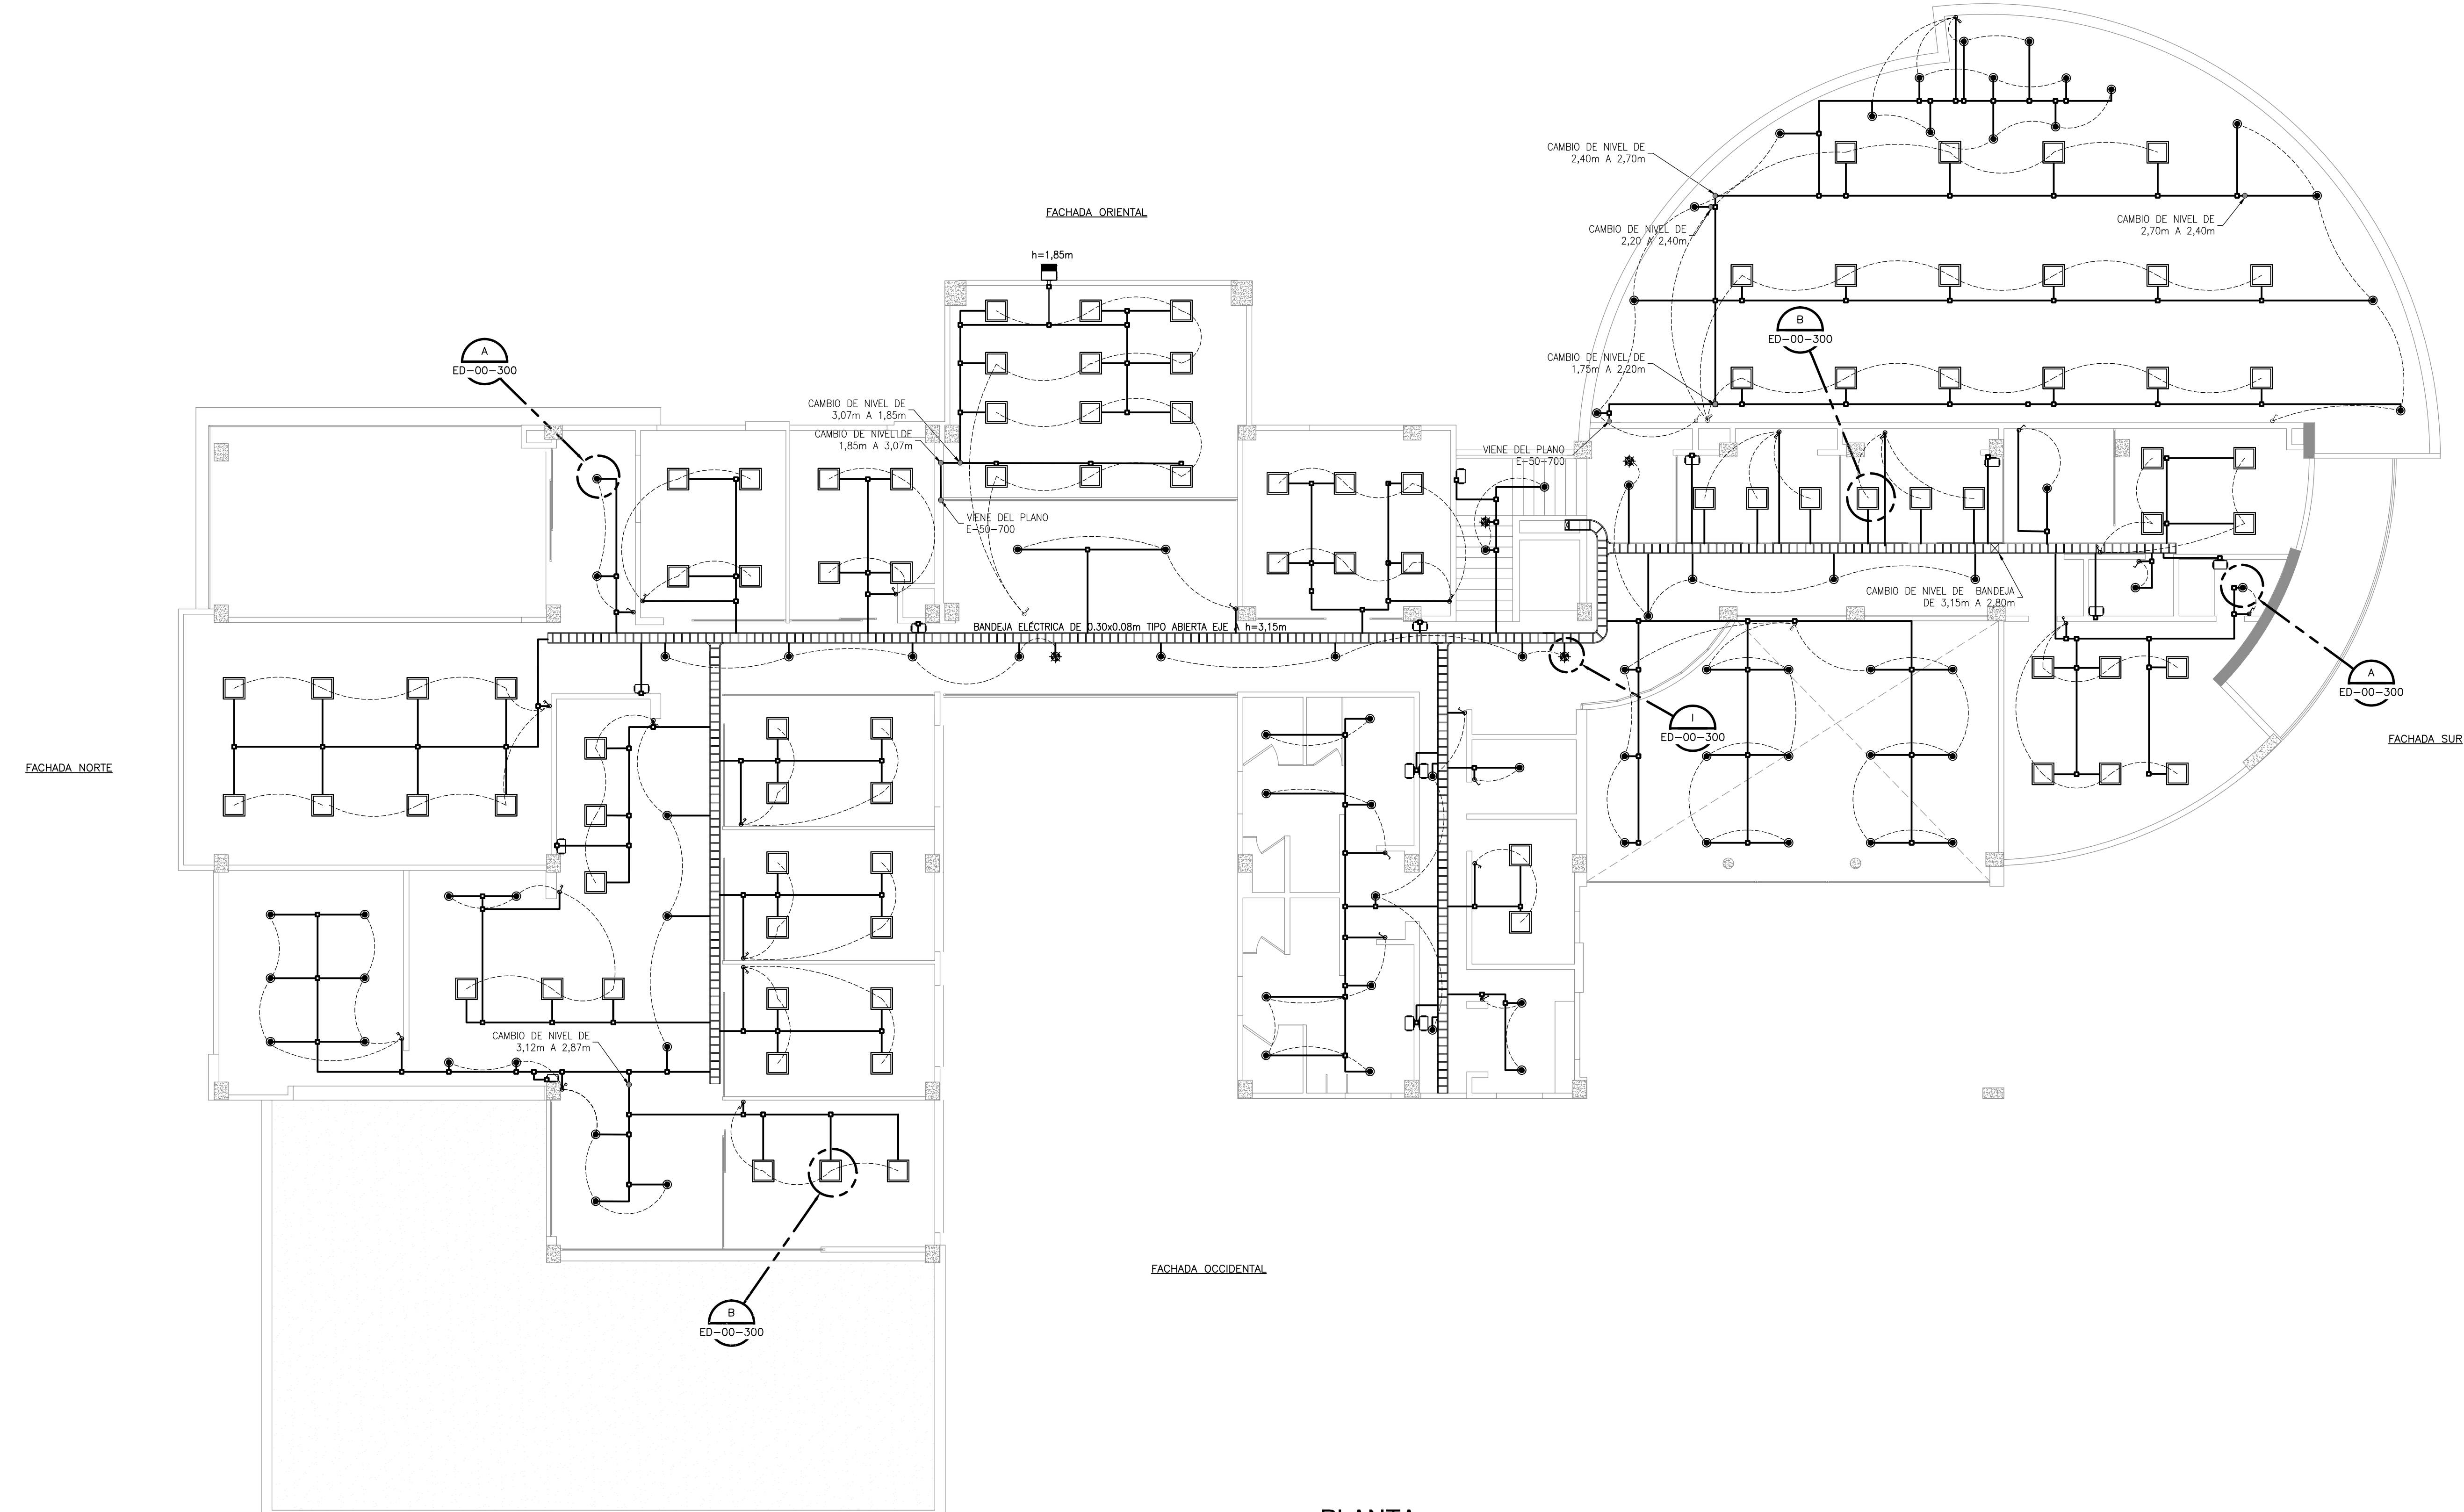 CAMBIO DE NIVEL DE
2,40m A 2,70m
FACHADA ORIENTAL
CAMBIO DE NIVEL DE
2,20 A 2,40m
CAMBIO DE NIVEL DE
2,70m A 2,40m
h=1,85m
B
ED-00-300
A
ED-00-300
CAMBIO DE NIVEL DE
1,75m A 2,20m
CAMBIO DE NIVEL DE
3,07m A 1,85m
CAMBIO DE NIVEL DE
1,85m A 3,07m
VIENE DEL PLANO
E-50-700
VIENE DEL PLANO
E-50-700
CAMBIO DE NIVEL DE BANDEJA
DE 3,15m A 2,80m
BANDEJA ELÉCTRICA DE 0.30x0.08m TIPO ABIERTA EJE A h=3,15m
A
ED-00-300
I
ED-00-300
FACHADA SUR
FACHADA NORTE
CAMBIO DE NIVEL DE
3,12m A 2,87m
FACHADA OCCIDENTAL
B
ED-00-300
PLANTA